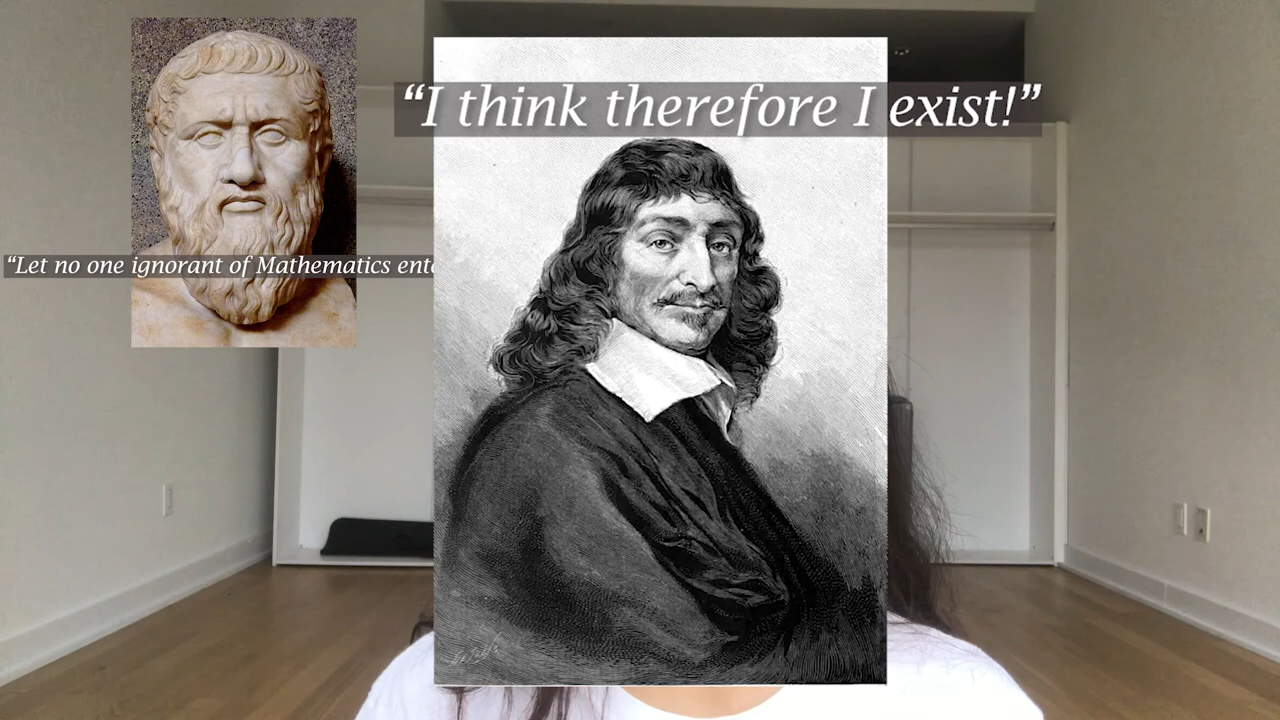 “I think therefore I exist!”
“Let no one ignorant of Mathematics